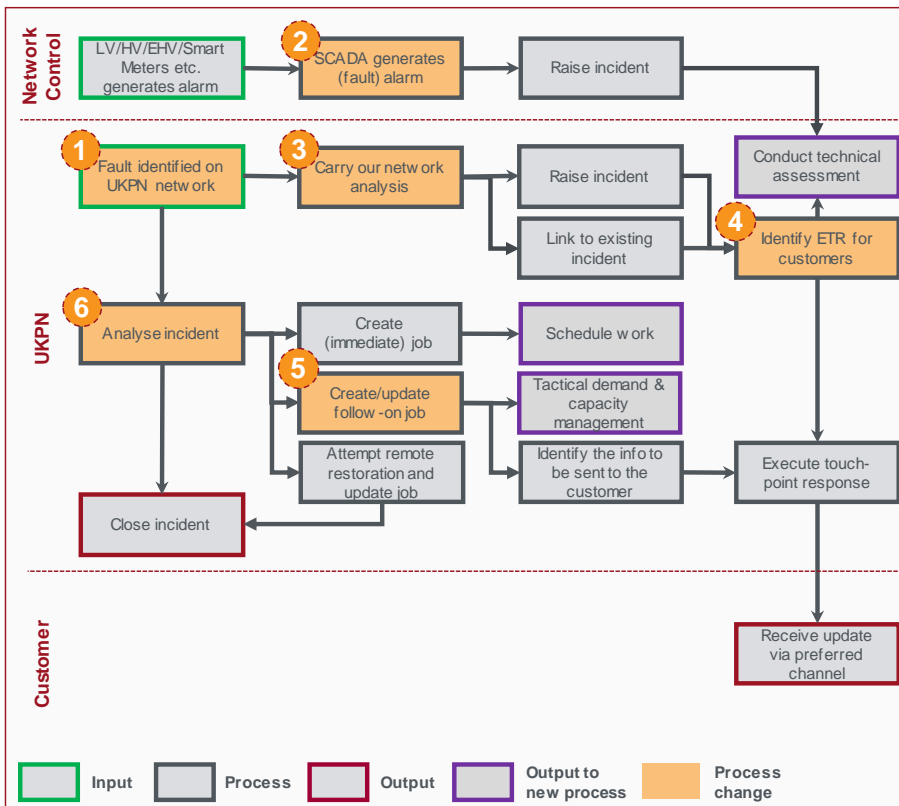 Network
Control
LV/HV/EHV/Smart
Meters etc.
generates alarm
2
SCADA generates
(fault) alarm
Raise incident
UKPN
1
Fault identified on
UKPN network
3
Carry our network
analysis
Raise incident
Conduct technical
assessment
Link to existing
incident
4
Identify ETR for
customers
6
Analyse incident
Create
(immediate) job
Schedule work
5
Create/update
follow-on job
Tactical demand &
capacity
management
Attempt remote
restoration and
update job
Identify the info to
be sent to the
customer
Execute touch-
point response
Close incident
Customer
Receive update
via preferred
channel
Input
Process
Output
Output to
new process
Process
change